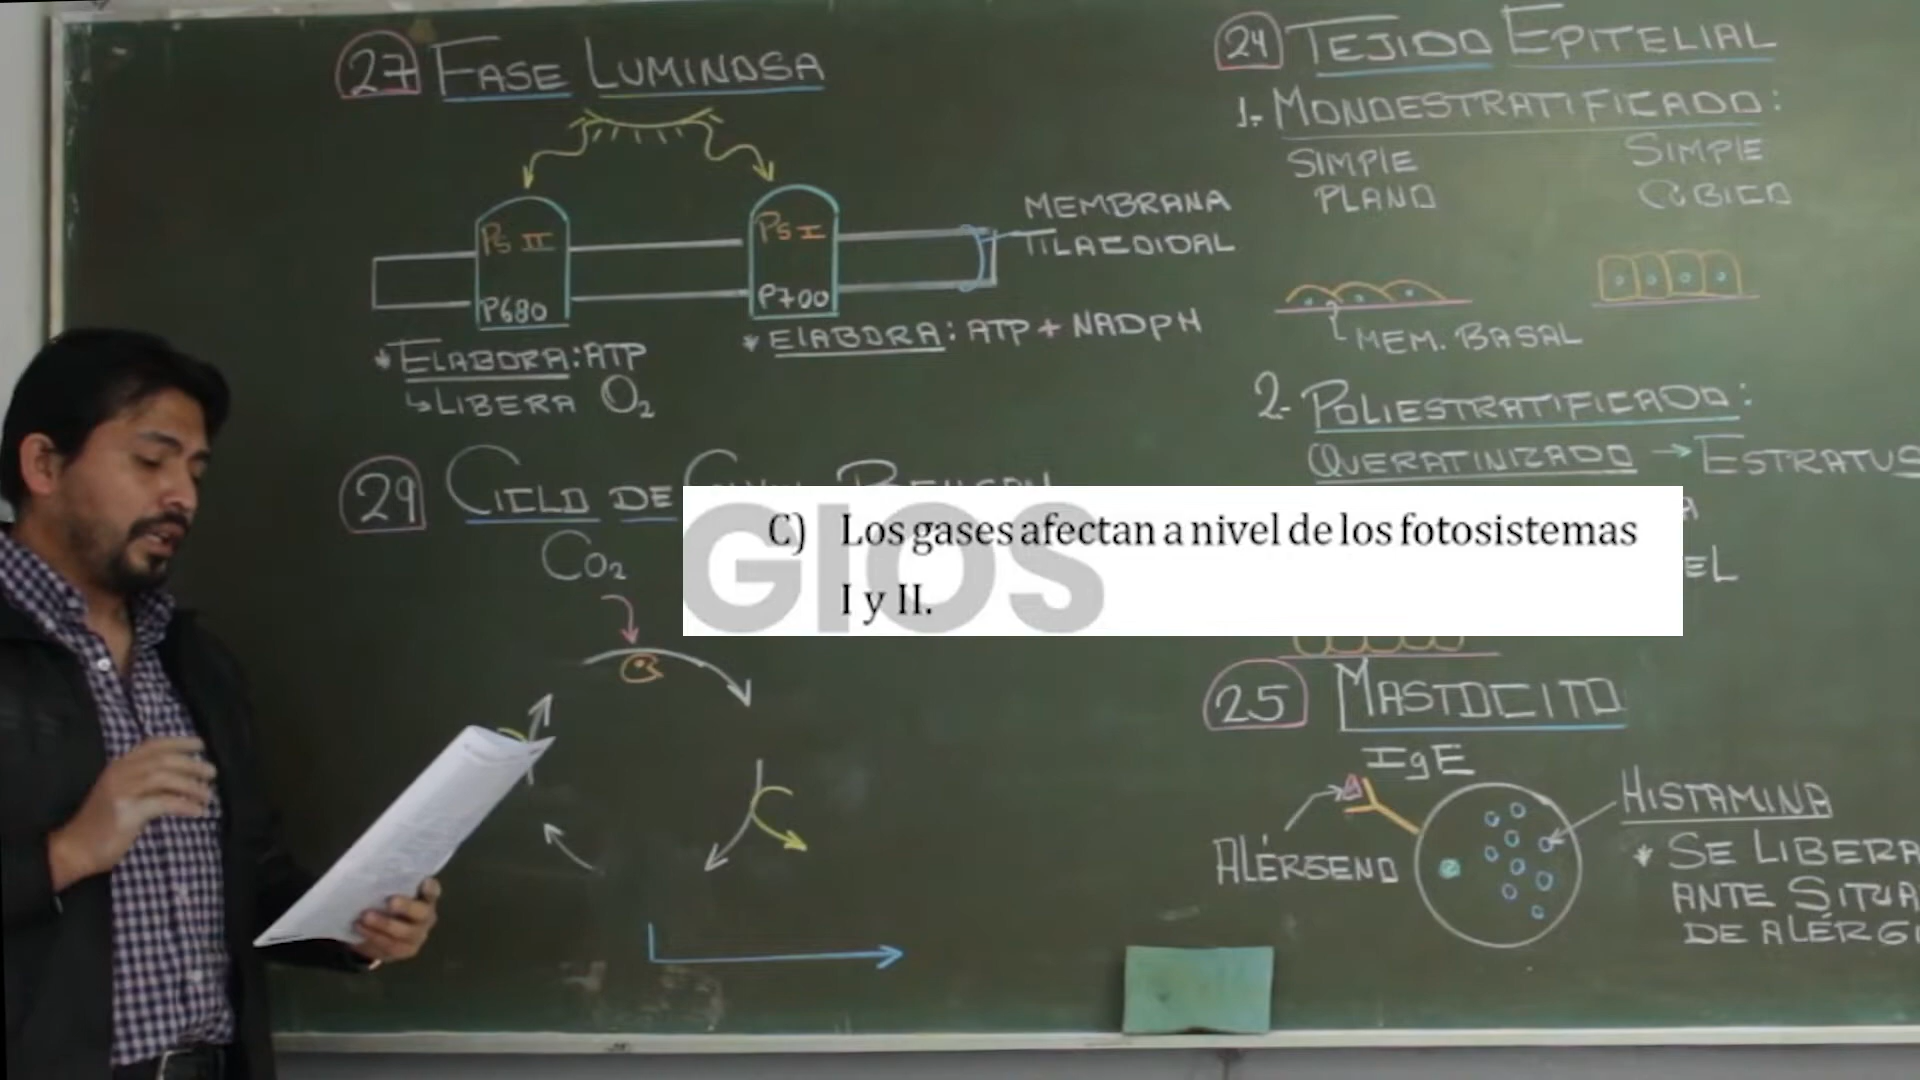 27 FASE LUMINOSA
PS II
P680
PS I
P700
MEMBRANA
TILACOIDAL
* ELABORA: ATP
↳ LIBERA O2
* ELABORA: ATP + NADPH
29 CICLO DE
CO2
C) Los gases afectan a nivel de los fotosistemas
I y II.
GIOS
24 TEJIDO EPITELIAL
1.- MONOESTRATIFICADO:
SIMPLE
PLANO
SIMPLE
CÚBICO
MEM. BASAL
2- POLIESTRATIFICADO:
QUERATINIZADO → ESTRATUS
EL
25 MASTOCITO
IgE
ALÉRGENO
HISTAMINA
* SE LIBERA
ANTE SITUA
DE ALÉRGI